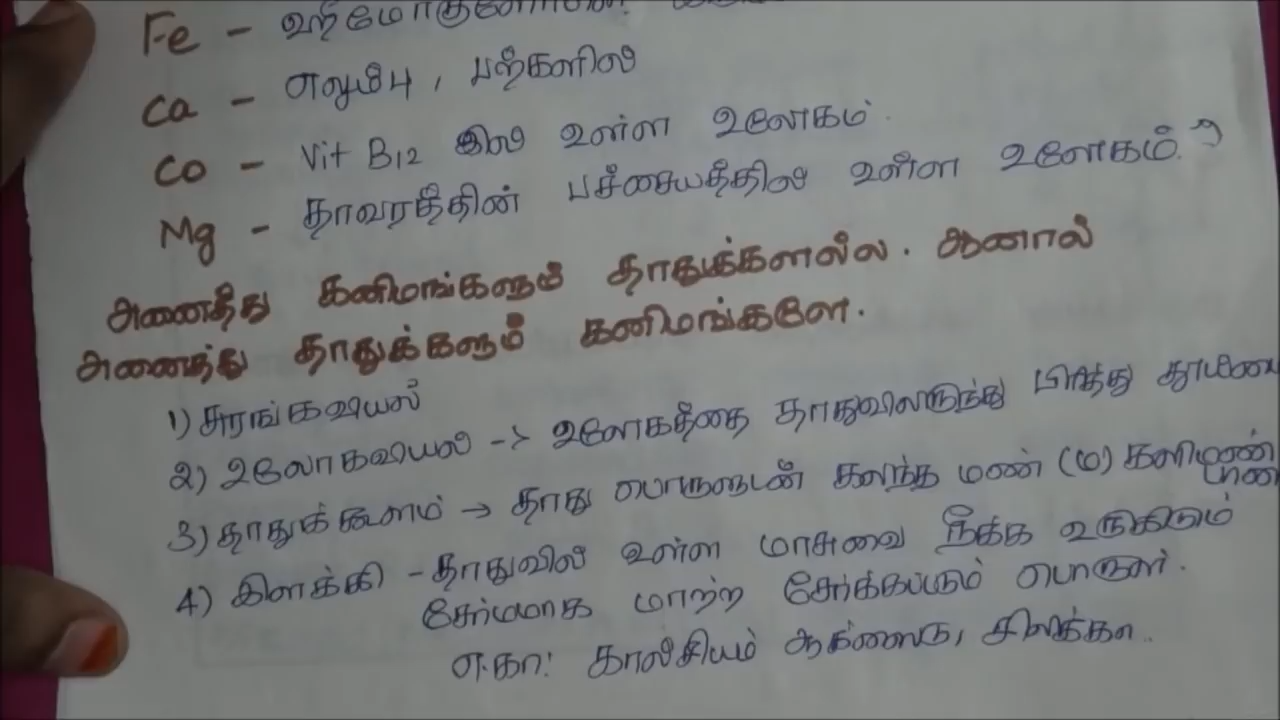 Fe - ஹீமோகுளோபின்
Ca - எலும்பு, பற்களில்
Co - Vit B12 இல் உள்ள உலோகம்.
Mg - தாவரத்தின் பச்சையத்தில் உள்ள உலோகம்.
அனைத்து கனிமங்களும் தாதுக்களல்ல. ஆனால்
அனைத்து தாதுக்களும் கனிமங்களே.
1) சுரங்கவியல்
2) உலோகவியல் -> உலோகத்தை தாதுவிலிருந்து பிரித்து
3) தாதுக்கூளம் -> தாது பொருளுடன் கலந்த மண் (ம) களிமண்
4) இளக்கி - தாதுவில் உள்ள மாசுவை நீக்க உருகிடும்
சேர்மமாக மாற்ற சேர்க்கப்படும் பொருள்.
எ.கா: கால்சியம் ஆக்ஸைடு,